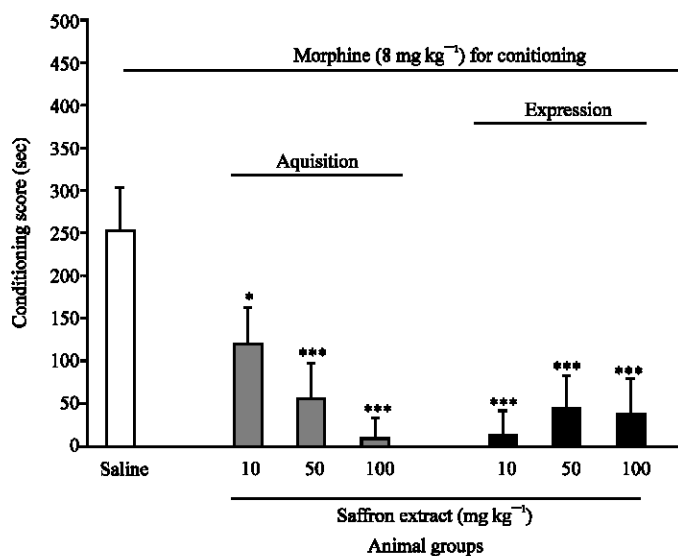 500
Morphine (8 mg kg⁻¹) for conitioning
450
400
Expression
350
Aquisition
300
250
200
150
100
50
0
Conditioning score (sec)
*
***
***
***
***
***
Saline 10 50 100 10 50 100
Saffron extract (mg kg⁻¹)
Animal groups